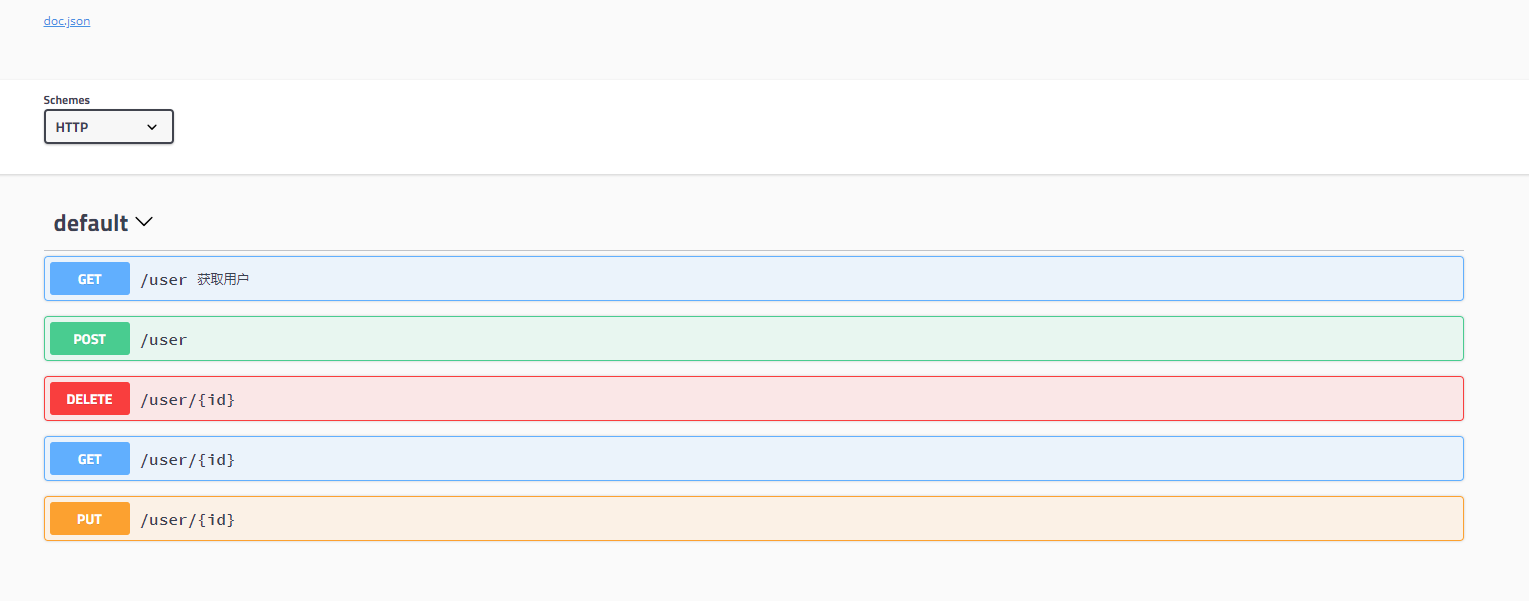 doc.json
Schemes
HTTP
default
GET /user 获取用户
POST /user
DELETE /user/{id}
GET /user/{id}
PUT /user/{id}